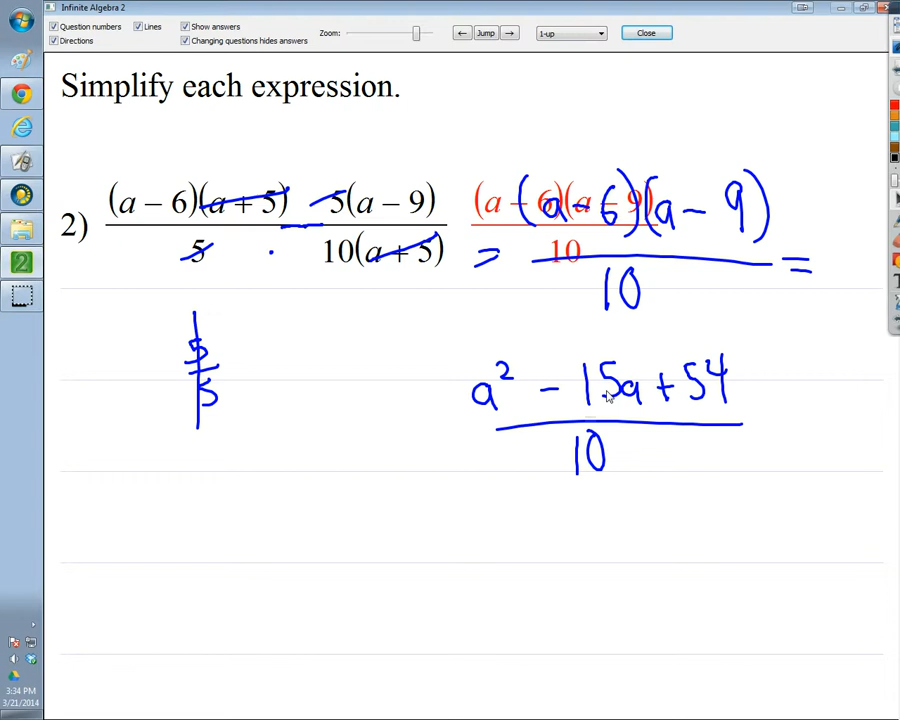 Infinite Algebra 2
Question numbers Lines Show answers Zoom: ← Jump → 1-up Close
Directions Changing questions hides answers
Simplify each expression.
2) (a − 6)(a + 5) 5(a − 9) (a − 6)(a − 9) (a − 6)(a − 9)
5 · 10(a + 5) 10 = 10 =
5
5
a² − 15a + 54
10
3:34 PM
3/21/2014